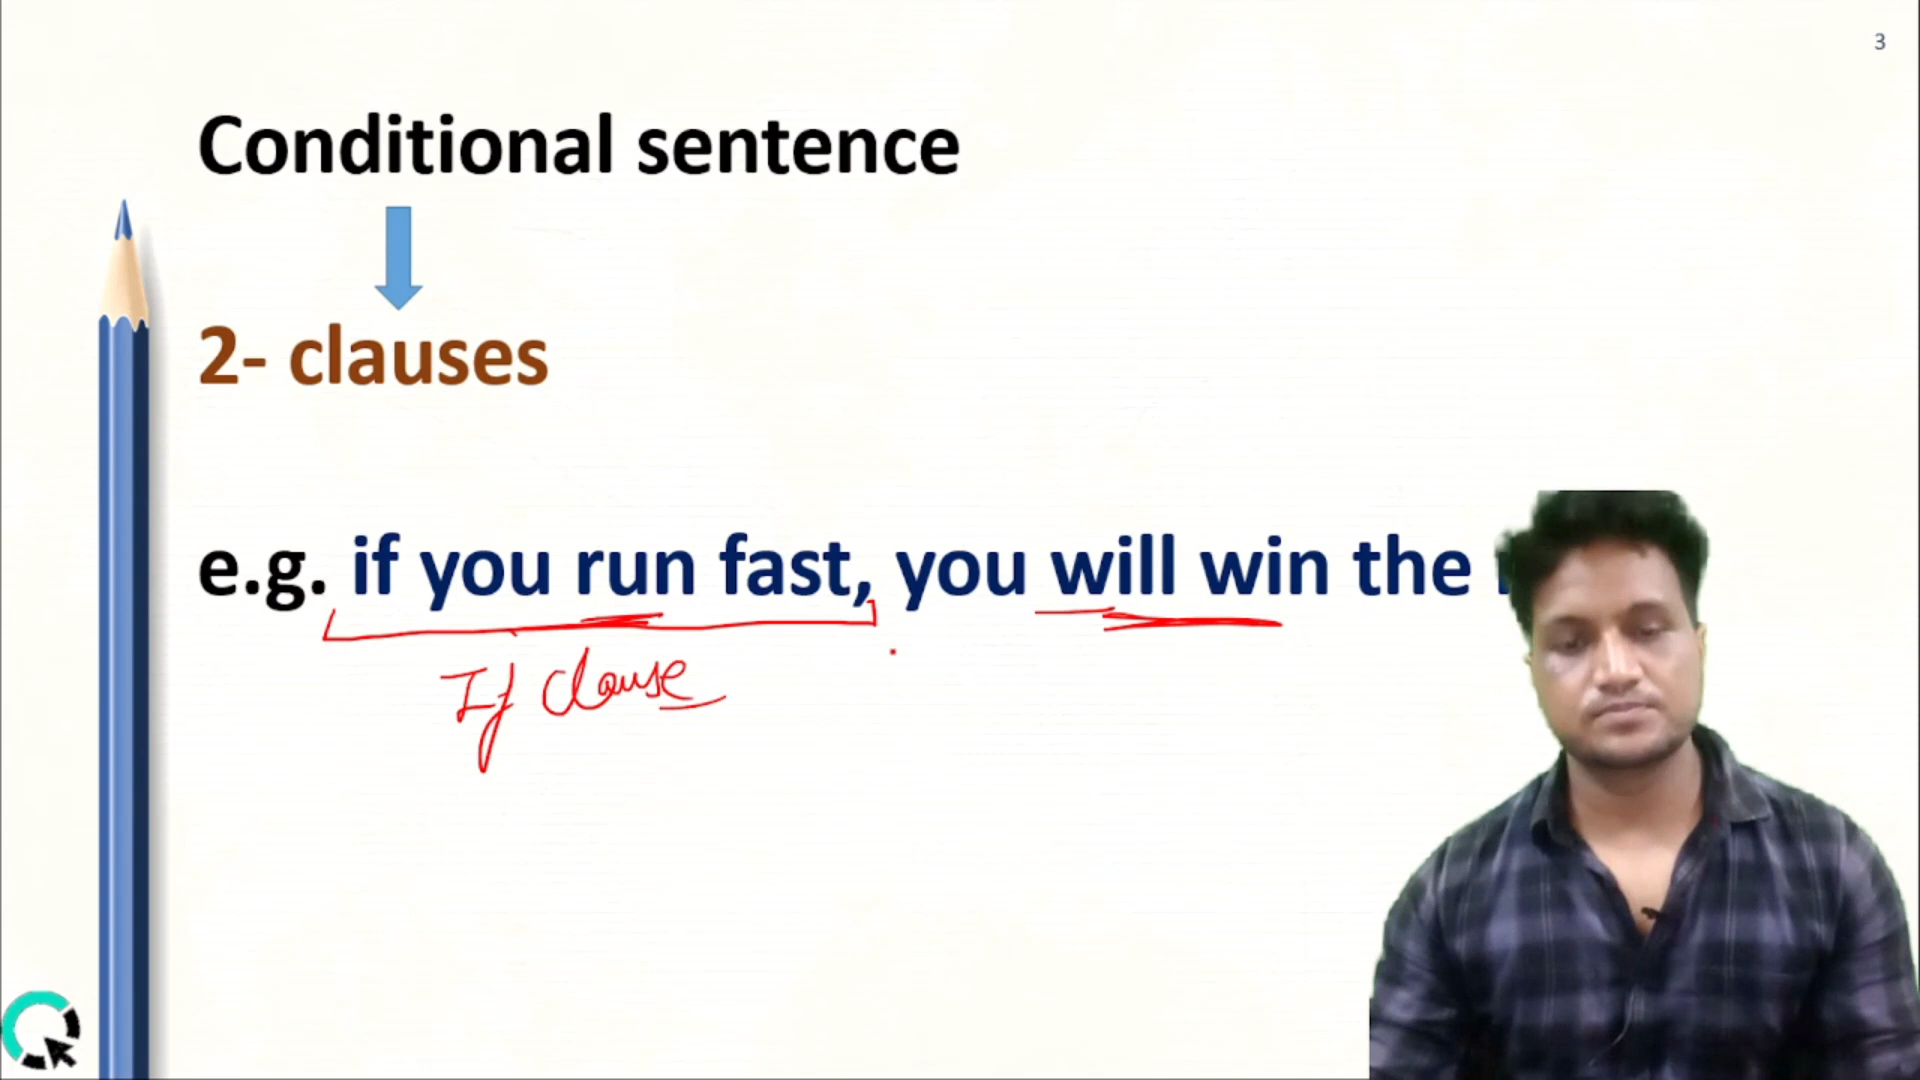 3
Conditional sentence
2- clauses
e.g. if you run fast, you will win the
If clause